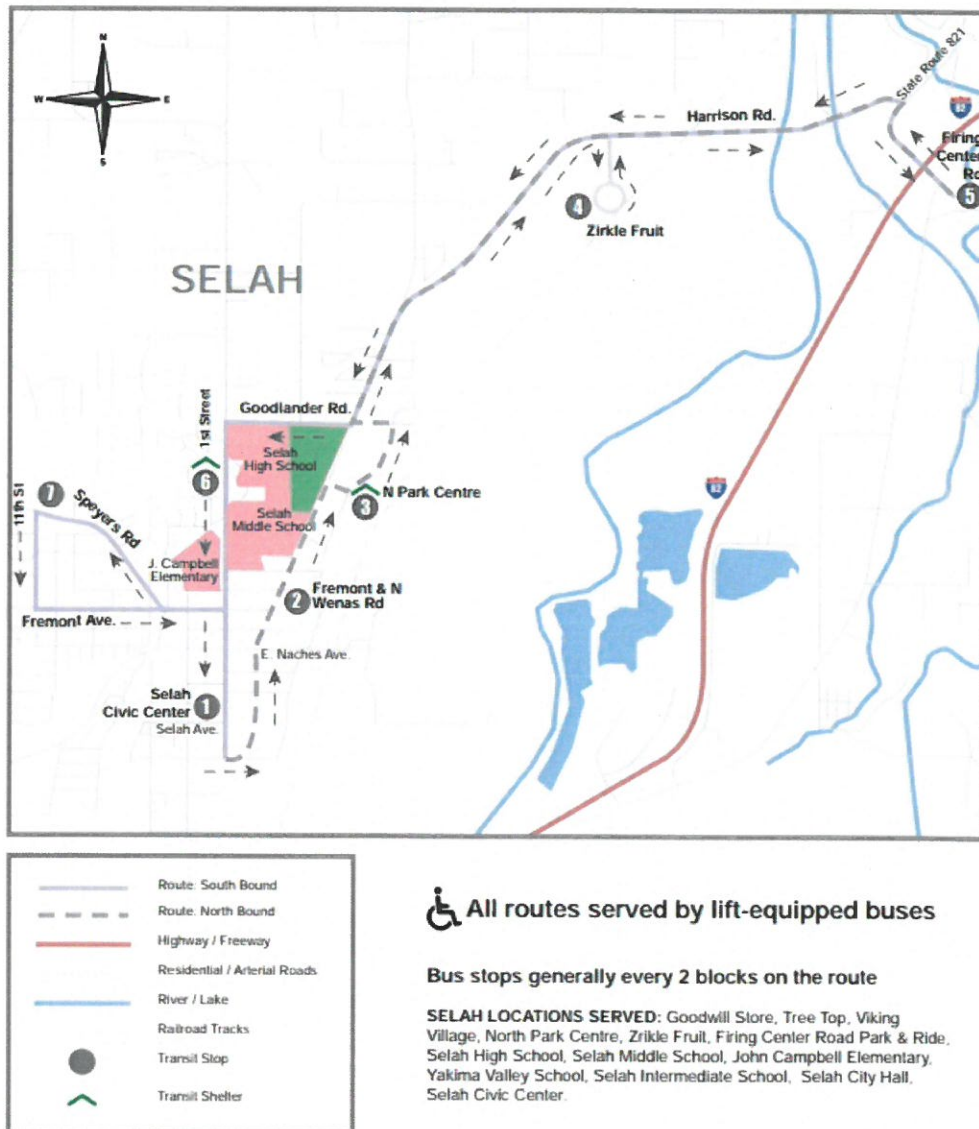 N
W
E
S
State Route 821
82
Harrison Rd.
Firing
Center
Rd
5
4
Zirkle Fruit
SELAH
Goodlander Rd.
1st Street
Selah
High School
6
N Park Centre
3
7
11th St
Speyers Rd
Selah
Middle School
82
J. Campbell
Elementary
2
Fremont & N
Wenas Rd
Fremont Ave.
E. Naches Ave.
Selah
Civic Center
1
Selah Ave.
Route: South Bound
Route: North Bound
Highway / Freeway
Residential / Arterial Roads
River / Lake
Railroad Tracks
Transit Stop
Transit Shelter
All routes served by lift-equipped buses
Bus stops generally every 2 blocks on the route
SELAH LOCATIONS SERVED: Goodwill Store, Tree Top, Viking
Village, North Park Centre, Zrikle Fruit, Firing Center Road Park & Ride,
Selah High School, Selah Middle School, John Campbell Elementary,
Yakima Valley School, Selah Intermediate School, Selah City Hall,
Selah Civic Center.